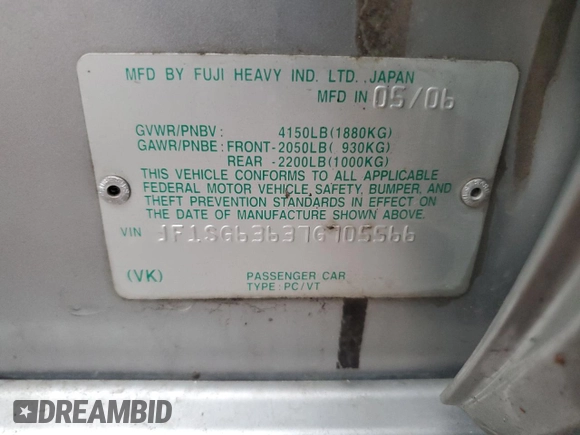 MFD BY FUJI HEAVY IND. LTD. JAPAN
MFD IN 05/06
GVWR/PNBV: 4150LB(1880KG)
GAWR/PNBE: FRONT-2050LB( 930KG)
REAR -2200LB(1000KG)
THIS VEHICLE CONFORMS TO ALL APPLICABLE
FEDERAL MOTOR VEHICLE, SAFETY, BUMPER, AND
THEFT PREVENTION STANDARDS IN EFFECT ON
THE DATE OF MANUFACTURE SHOWN ABOVE.
VIN JF1SG63637G705566
(VK) PASSENGER CAR
TYPE: PC/VT
#DREAMBID